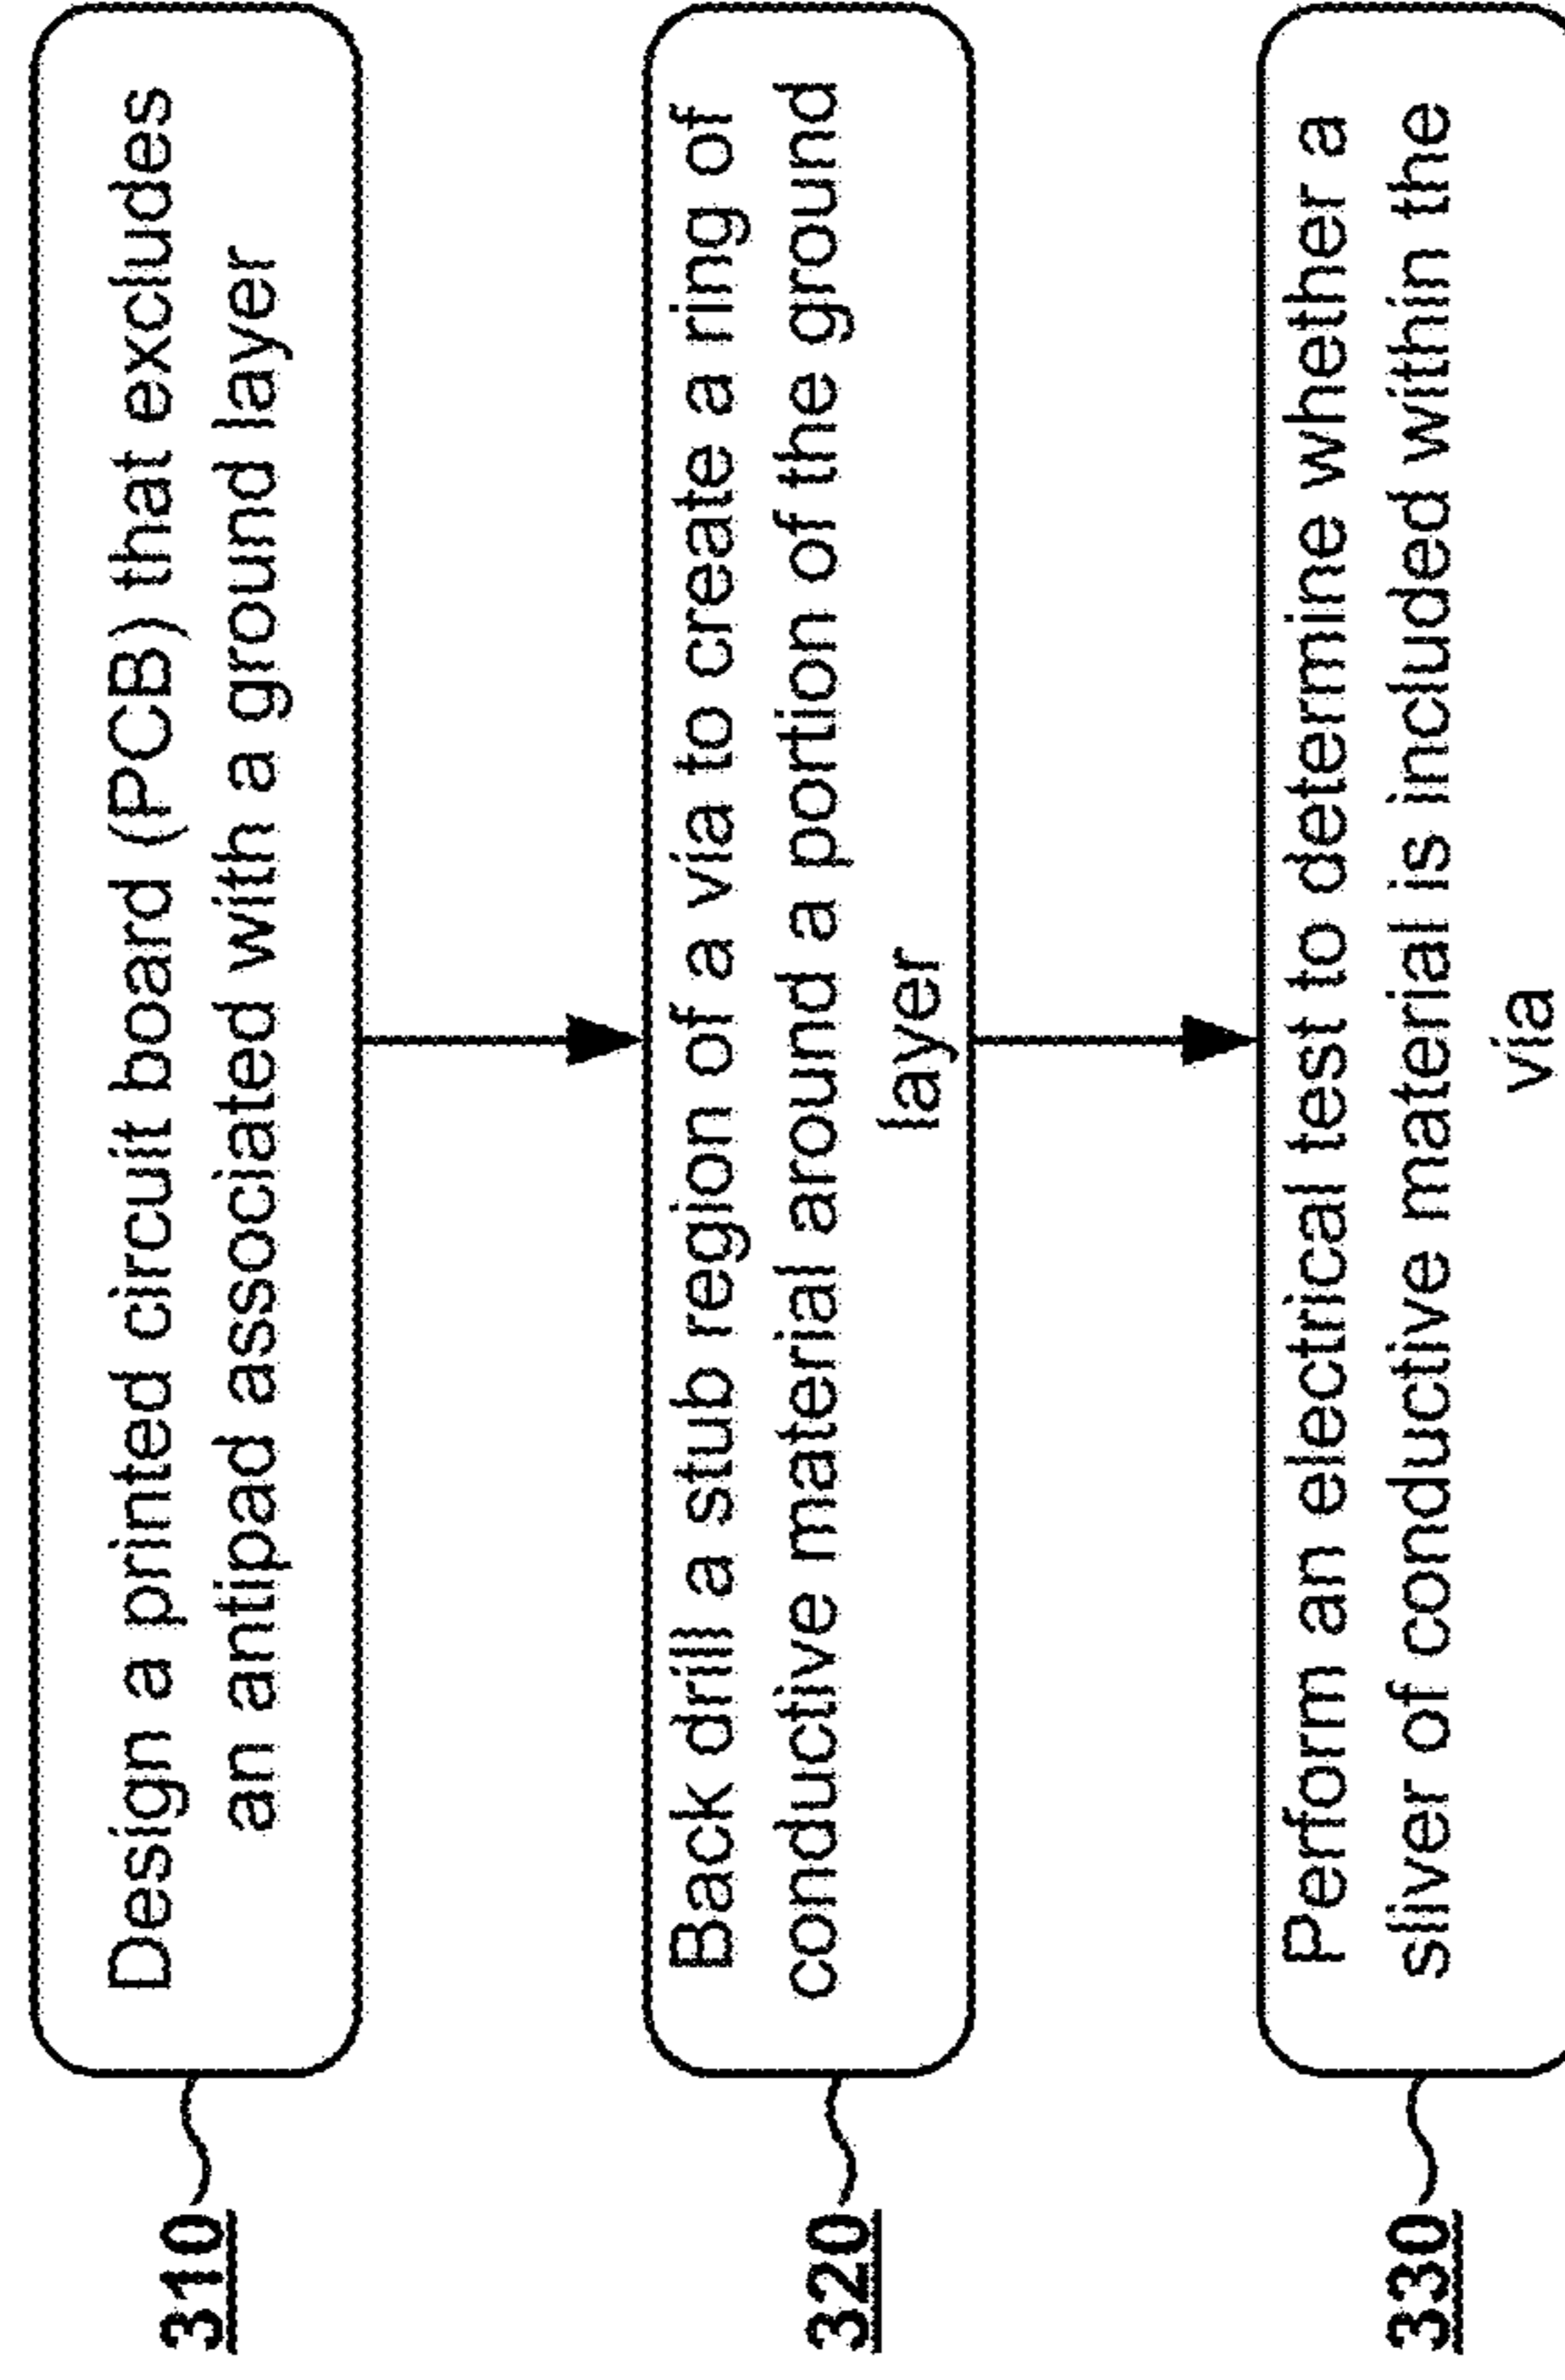 310
Design a printed circuit board (PCB) that excludes
an antipad associated with a ground layer
320
Back drill a stub region of a via to create a ring of
conductive material around a portion of the ground
layer
330
Perform an electrical test to determine whether a
sliver of conductive material is included within the
via